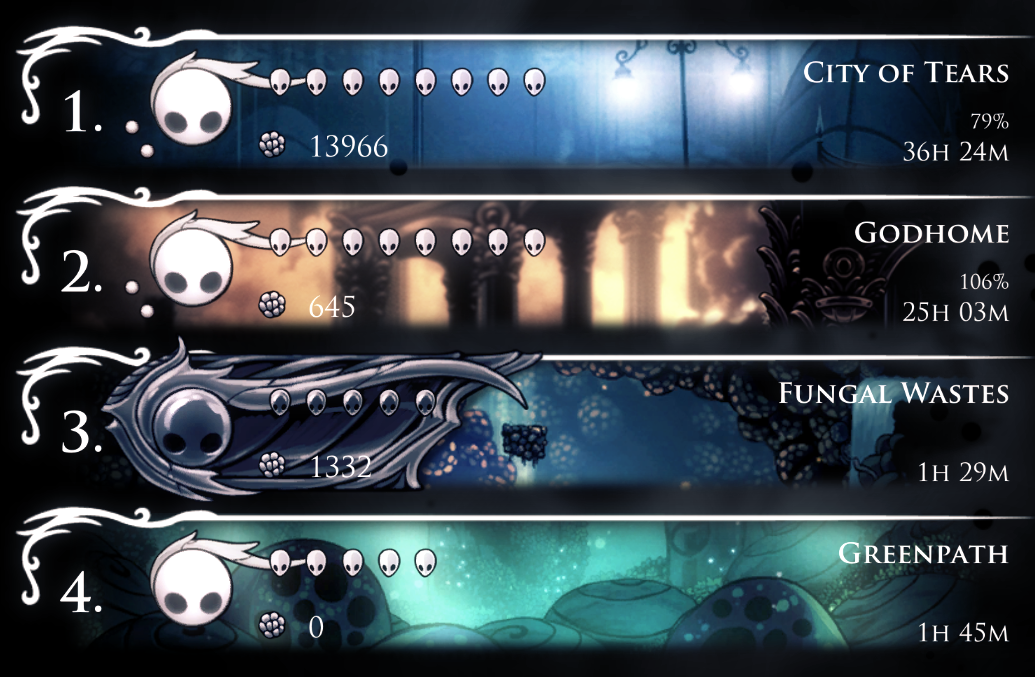 1.
13966
City of Tears
79%
36h 24m
2.
645
Godhome
106%
25h 03m
3.
1332
Fungal Wastes
1h 29m
4.
0
Greenpath
1h 45m